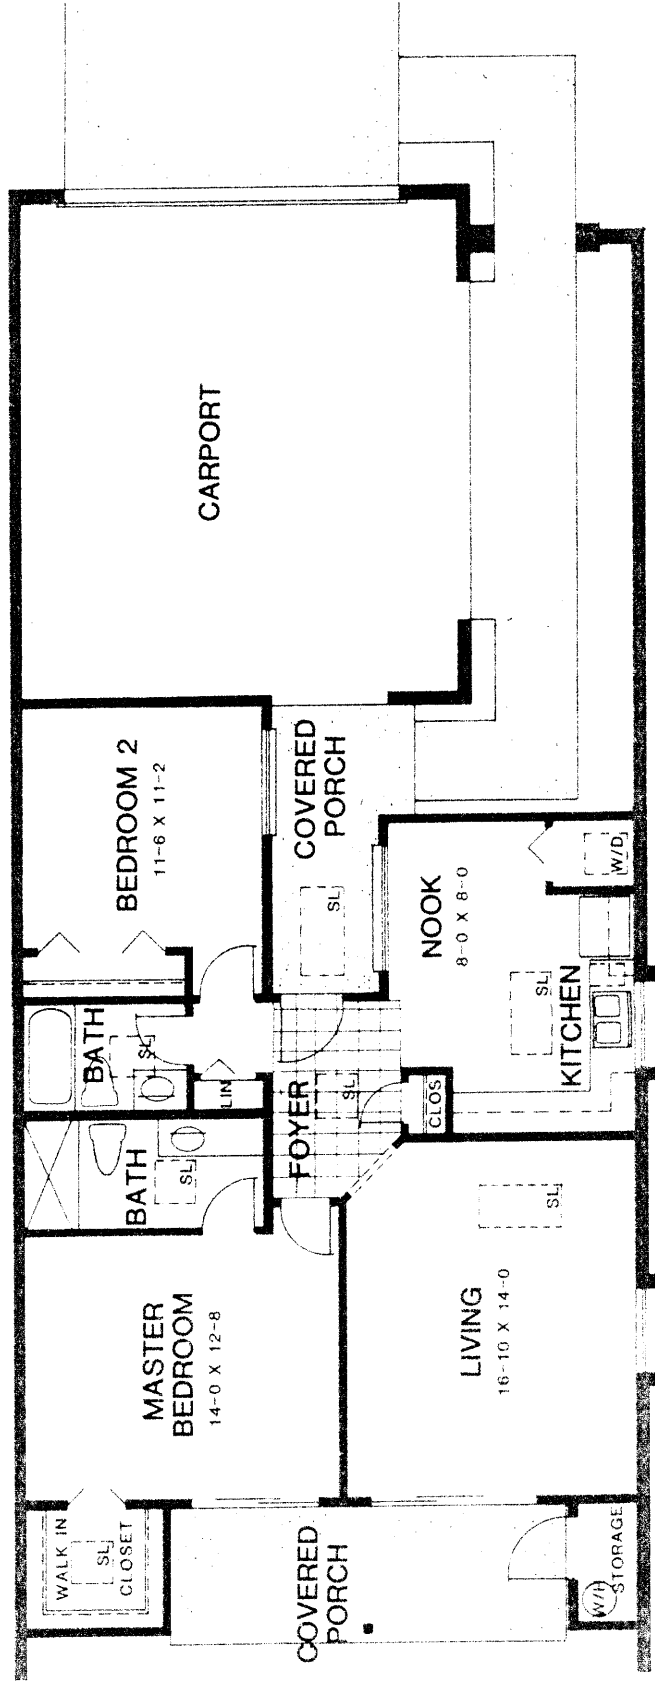 CARPORT
BEDROOM 2
11-6 X 11-2
COVERED
PORCH
SL
NOOK
8-0 X 8-0
W/D
SL
KITCHEN
BATH
SL
LIN
FOYER
SL
CLOS
BATH
SL
MASTER
BEDROOM
14-0 X 12-8
LIVING
16-10 X 14-0
SL
WALK IN
SL
CLOSET
COVERED
PORCH
W/H
STORAGE